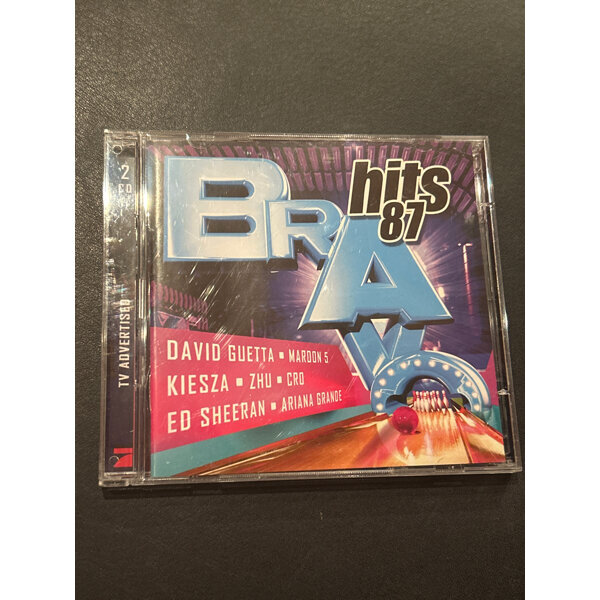 BRAVO
hits
87
DAVID GUETTA ▪ MAROON 5
KIESZA ▪ ZHU ▪ CRO
ED SHEERAN ▪ ARIANA GRANDE
2
CD
TV ADVERTISED